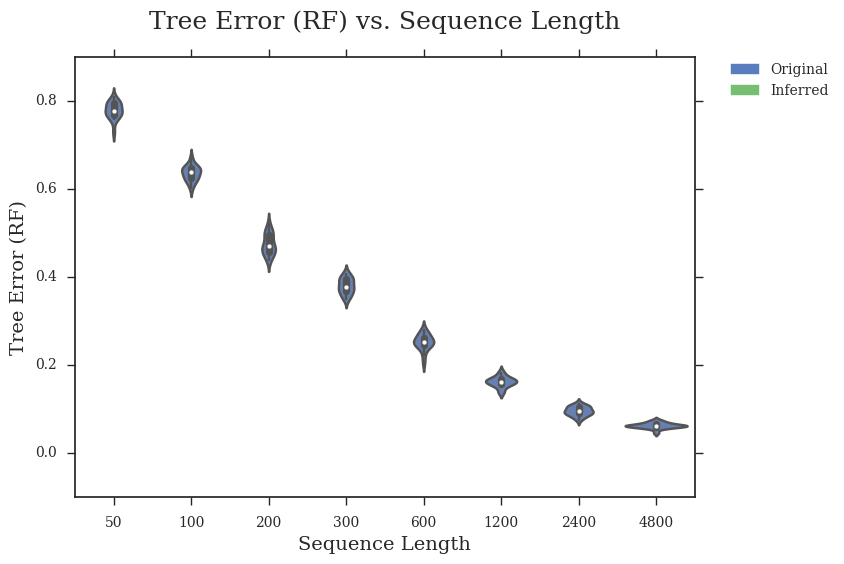 Tree Error (RF) vs. Sequence Length
Original
Inferred
Tree Error (RF)
0.8
0.6
0.4
0.2
0.0
50 100 200 300 600 1200 2400 4800
Sequence Length